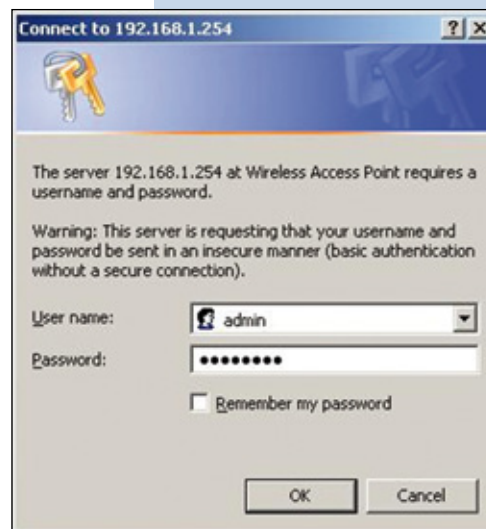 Connect to 192.168.1.254
The server 192.168.1.254 at Wireless Access Point requires a
username and password.
Warning: This server is requesting that your username and
password be sent in an insecure manner (basic authentication
without a secure connection).
User name:
admin
Password:
••••••••
Remember my password
OK
Cancel